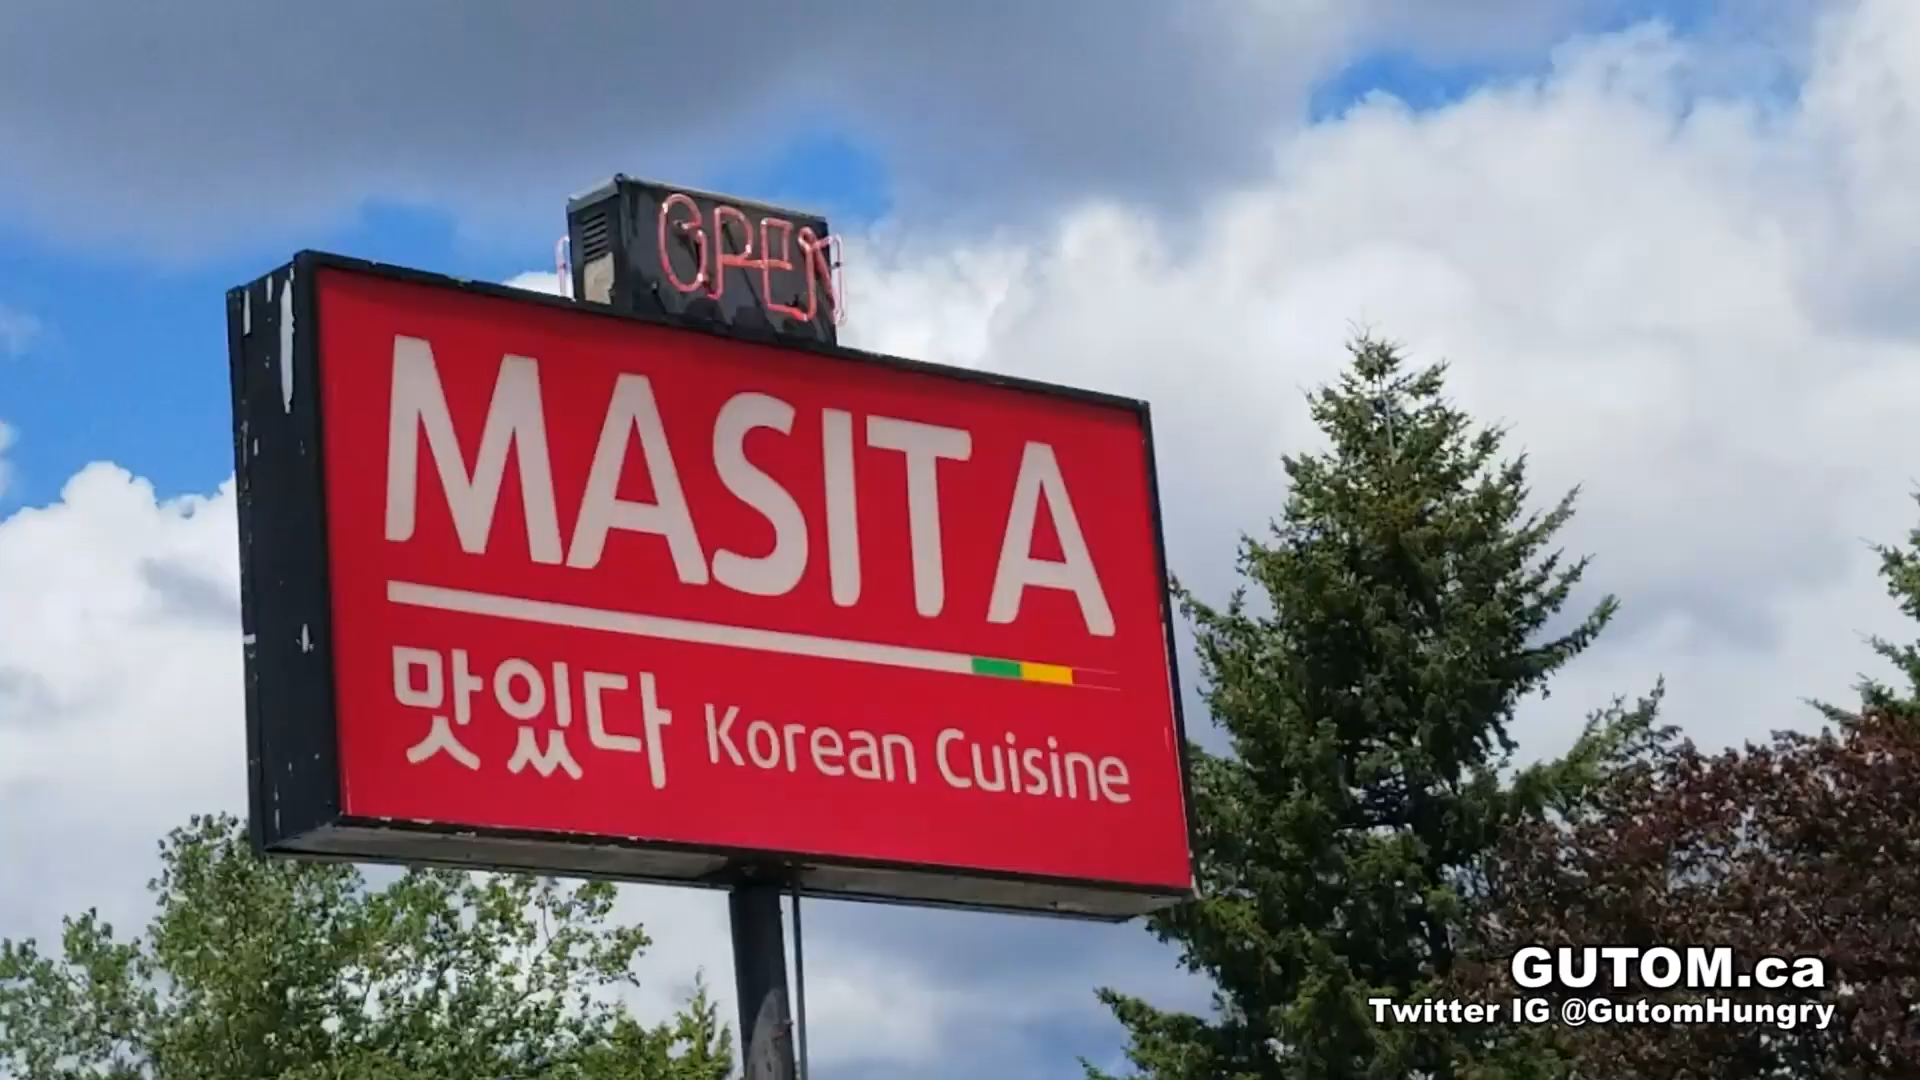 OPEN
MASITA
맛있다 Korean Cuisine
GUTOM.ca
Twitter IG @GutomHungry